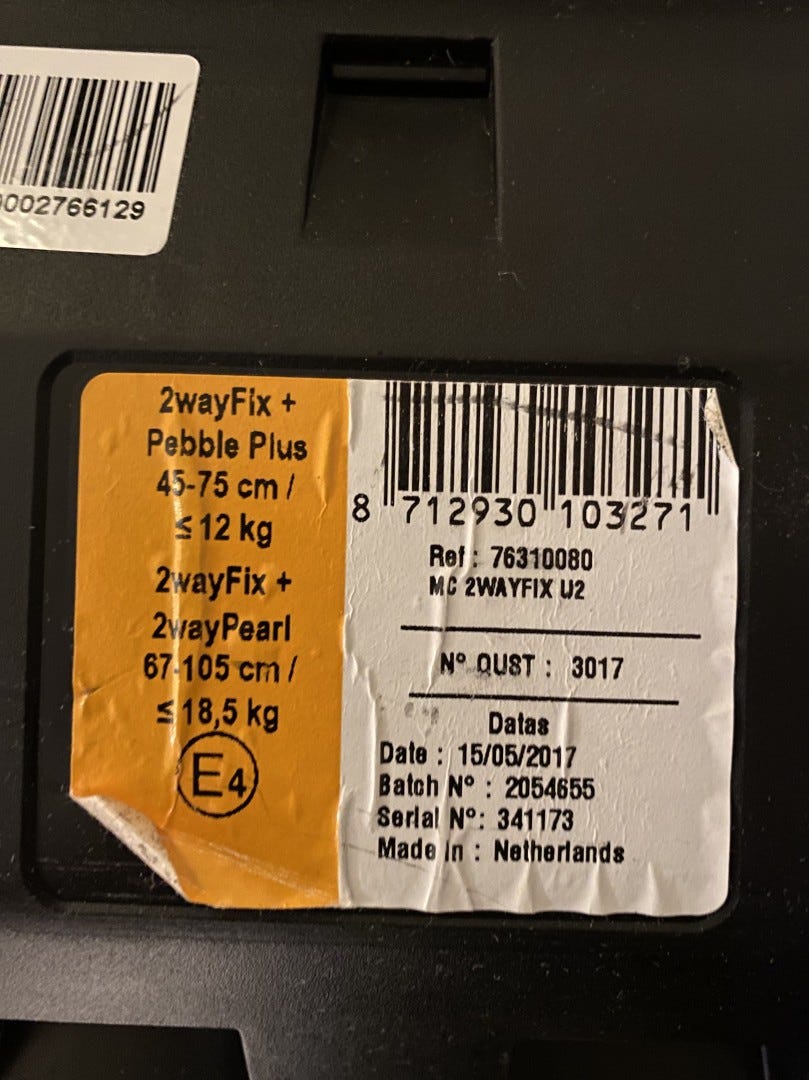 0002766129
2wayFix +
Pebble Plus
45-75 cm /
≤ 12 kg
2wayFix +
2wayPearl
67-105 cm /
≤ 18,5 kg
E4
8 712930 103271
Ref : 76310080
MC 2WAYFIX U2
N° OUST : 3017
Datas
Date : 15/05/2017
Batch N° : 2054655
Serial N°: 341173
Made in : Netherlands